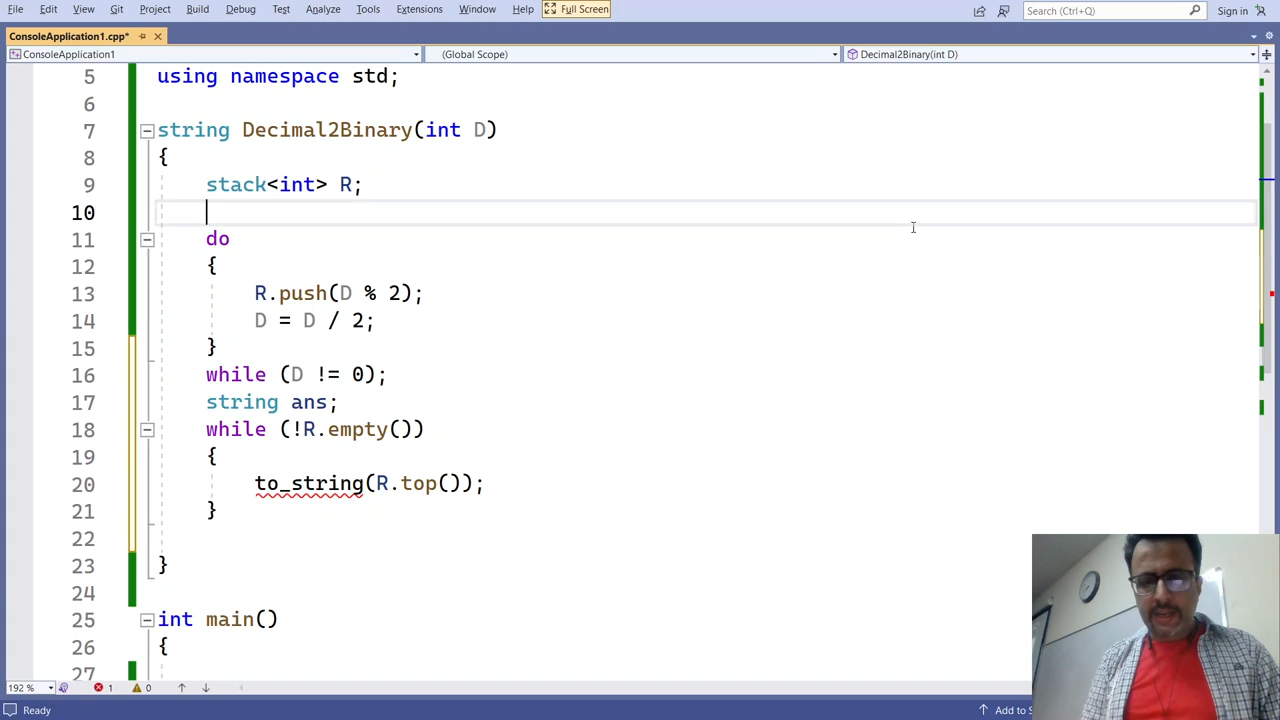 File Edit View Git Project Build Debug Test Analyze Tools Extensions Window Help Full Screen Search (Ctrl+Q) Sign in
ConsoleApplication1.cpp*
ConsoleApplication1 (Global Scope) Decimal2Binary(int D)
5 using namespace std;
6
7 string Decimal2Binary(int D)
8 {
9 stack<int> R;
10
11 do
12 {
13 R.push(D % 2);
14 D = D / 2;
15 }
16 while (D != 0);
17 string ans;
18 while (!R.empty())
19 {
20 to_string(R.top());
21 }
22
23 }
24
25 int main()
26 {
27
192 % 1 0
Ready Add to S